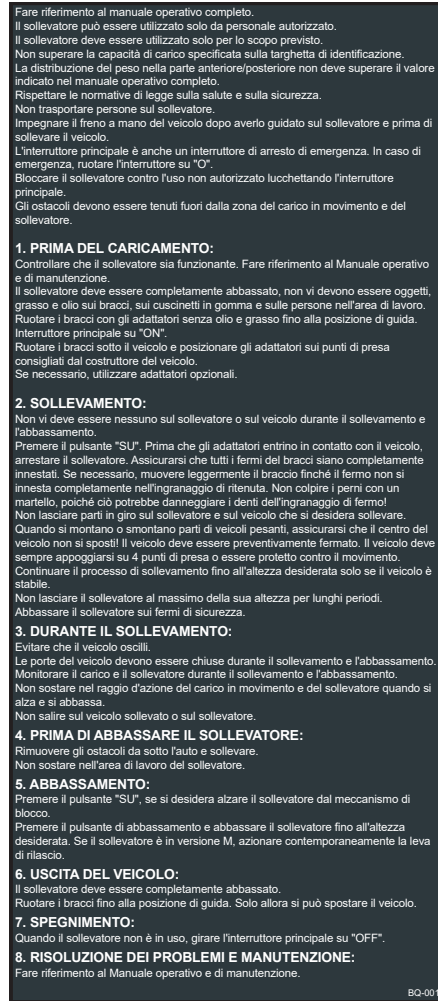 Fare riferimento al manuale operativo completo.
Il sollevatore può essere utilizzato solo da personale autorizzato.
Il sollevatore deve essere utilizzato solo per lo scopo previsto.
Non superare la capacità di carico specificata sulla targhetta di identificazione.
La distribuzione del peso nella parte anteriore/posteriore non deve superare il valore
indicato nel manuale operativo completo.
Rispettare le normative di legge sulla salute e sulla sicurezza.
Non trasportare persone sul sollevatore.
Impegnare il freno a mano del veicolo dopo averlo guidato sul sollevatore e prima di
sollevare il veicolo.
L'interruttore principale è anche un interruttore di arresto di emergenza. In caso di
emergenza, ruotare l'interruttore su "O".
Bloccare il sollevatore contro l'uso non autorizzato lucchettando l'interruttore
principale.
Gli ostacoli devono essere tenuti fuori dalla zona del carico in movimento e del
sollevatore.
1. PRIMA DEL CARICAMENTO:
Controllare che il sollevatore sia funzionante. Fare riferimento al Manuale operativo
e di manutenzione.
Il sollevatore deve essere completamente abbassato, non vi devono essere oggetti,
grasso e olio sui bracci, sui cuscinetti in gomma e sulle persone nell'area di lavoro.
Ruotare i bracci con gli adattatori senza olio e grasso fino alla posizione di guida.
Interruttore principale su "ON".
Ruotare i bracci sotto il veicolo e posizionare gli adattatori sui punti di presa
consigliati dal costruttore del veicolo.
Se necessario, utilizzare adattatori opzionali.
2. SOLLEVAMENTO:
Non vi deve essere nessuno sul sollevatore o sul veicolo durante il sollevamento e
l'abbassamento.
Premere il pulsante "SU". Prima che gli adattatori entrino in contatto con il veicolo,
arrestare il sollevatore. Assicurarsi che tutti i fermi del bracci siano completamente
innestati. Se necessario, muovere leggermente il braccio finché il fermo non si
innesta completamente nell'ingranaggio di ritenuta. Non colpire i perni con un
martello, poiché ciò potrebbe danneggiare i denti dell'ingranaggio di fermo!
Non lasciare parti in giro sul sollevatore e sul veicolo che si desidera sollevare.
Quando si montano o smontano parti di veicoli pesanti, assicurarsi che il centro del
veicolo non si sposti! Il veicolo deve essere preventivamente fermato. Il veicolo deve
sempre appoggiarsi su 4 punti di presa o essere protetto contro il movimento.
Continuare il processo di sollevamento fino all'altezza desiderata solo se il veicolo è
stabile.
Non lasciare il sollevatore al massimo della sua altezza per lunghi periodi.
Abbassare il sollevatore sui fermi di sicurezza.
3. DURANTE IL SOLLEVAMENTO:
Evitare che il veicolo oscilli.
Le porte del veicolo devono essere chiuse durante il sollevamento e l'abbassamento.
Monitorare il carico e il sollevatore durante il sollevamento e l'abbassamento.
Non sostare nel raggio d'azione del carico in movimento e del sollevatore quando si
alza e si abbassa.
Non salire sul veicolo sollevato o sul sollevatore.
4. PRIMA DI ABBASSARE IL SOLLEVATORE:
Rimuovere gli ostacoli da sotto l'auto e sollevare.
Non sostare nell'area di lavoro del sollevatore.
5. ABBASSAMENTO:
Premere il pulsante "SU", se si desidera alzare il sollevatore dal meccanismo di
blocco.
Premere il pulsante di abbassamento e abbassare il sollevatore fino all'altezza
desiderata. Se il sollevatore è in versione M, azionare contemporaneamente la leva
di rilascio.
6. USCITA DEL VEICOLO:
Il sollevatore deve essere completamente abbassato.
Ruotare i bracci fino alla posizione di guida. Solo allora si può spostare il veicolo.
7. SPEGNIMENTO:
Quando il sollevatore non è in uso, girare l'interruttore principale su "OFF".
8. RISOLUZIONE DEI PROBLEMI E MANUTENZIONE:
Fare riferimento al Manuale operativo e di manutenzione.
BQ-001